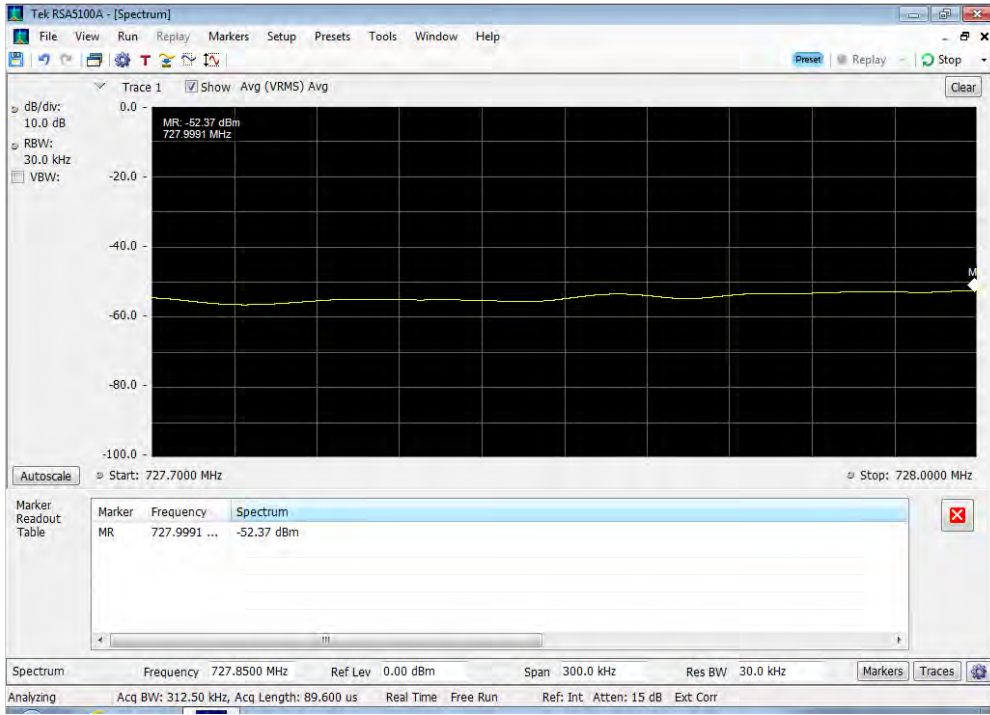 Tek RSA5100A - [Spectrum]
File View Run Replay Markers Setup Presets Tools Window Help
T
Preset Replay Stop
Trace 1 Show Avg (VRMS) Avg Clear
dB/div:
10.0 dB
RBW:
30.0 kHz
VBW:
0.0
-20.0
-40.0
-60.0
-80.0
-100.0
MR: -52.37 dBm
727.9991 MHz
M
Autoscale Start: 727.7000 MHz Stop: 728.0000 MHz
Marker
Readout
Table
Marker Frequency Spectrum
MR 727.9991 ... -52.37 dBm
Spectrum Frequency 727.8500 MHz Ref Lev 0.00 dBm Span 300.0 kHz Res BW 30.0 kHz Markers Traces
Analyzing Acq BW: 312.50 kHz, Acq Length: 89.600 us Real Time Free Run Ref: Int Atten: 15 dB Ext Corr